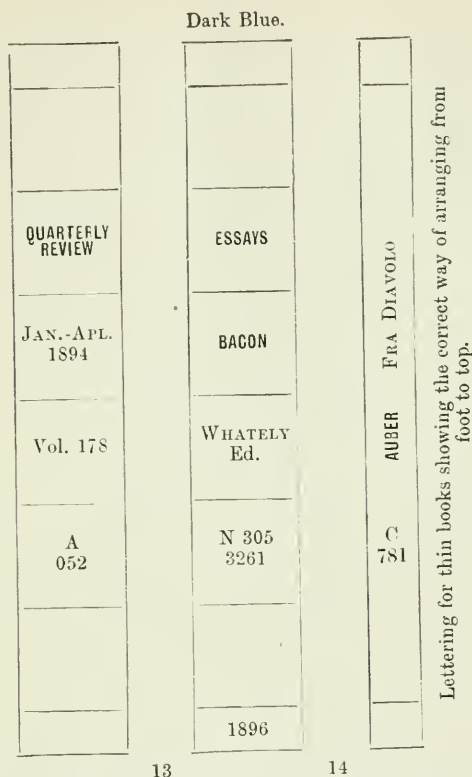 Dark Blue.
QUARTERLY
REVIEW
JAN.-APL.
1894
Vol. 178
A
052
ESSAYS
BACON
WHATELY
Ed.
N 305
3261
1896
AUBER FRA DIAVOLO
C
781
Lettering for thin books showing the correct way of arranging from
foot to top.
13
14